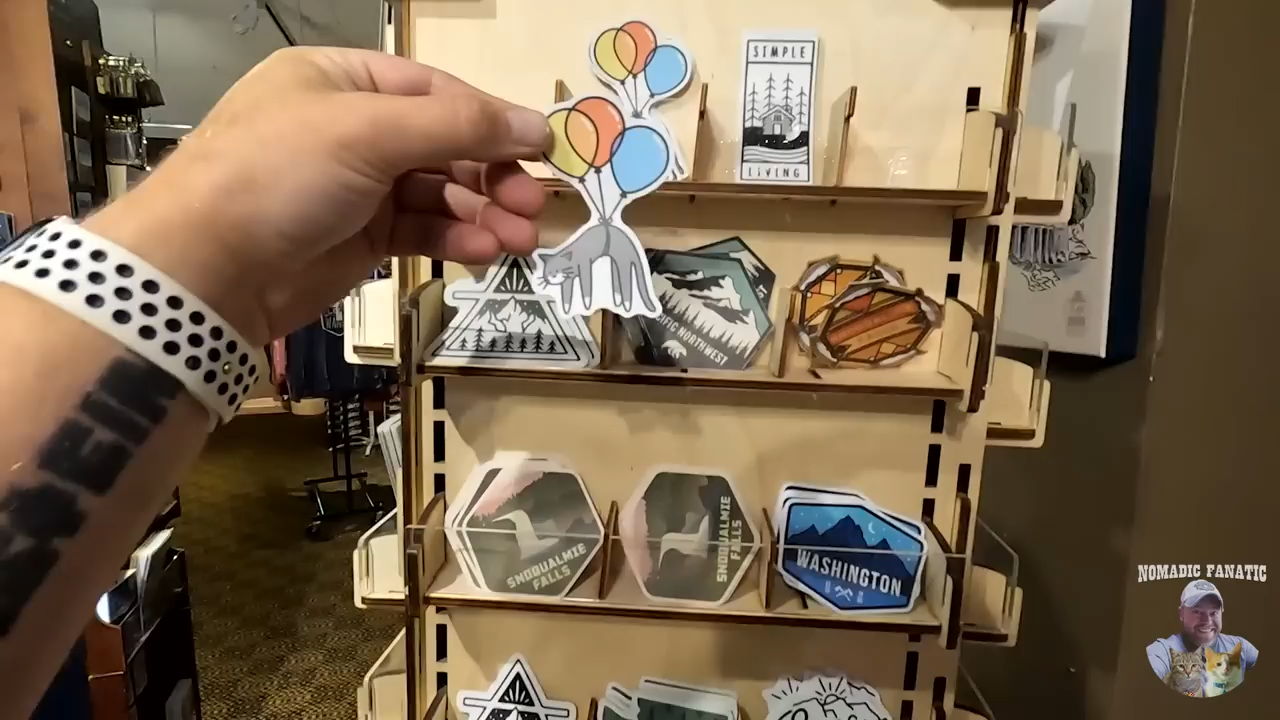 SIMPLE
LIVING
PACIFIC NORTHWEST
SNOQUALMIE
FALLS
SNOQUALMIE
FALLS
WASHINGTON
NOMADIC FANATIC